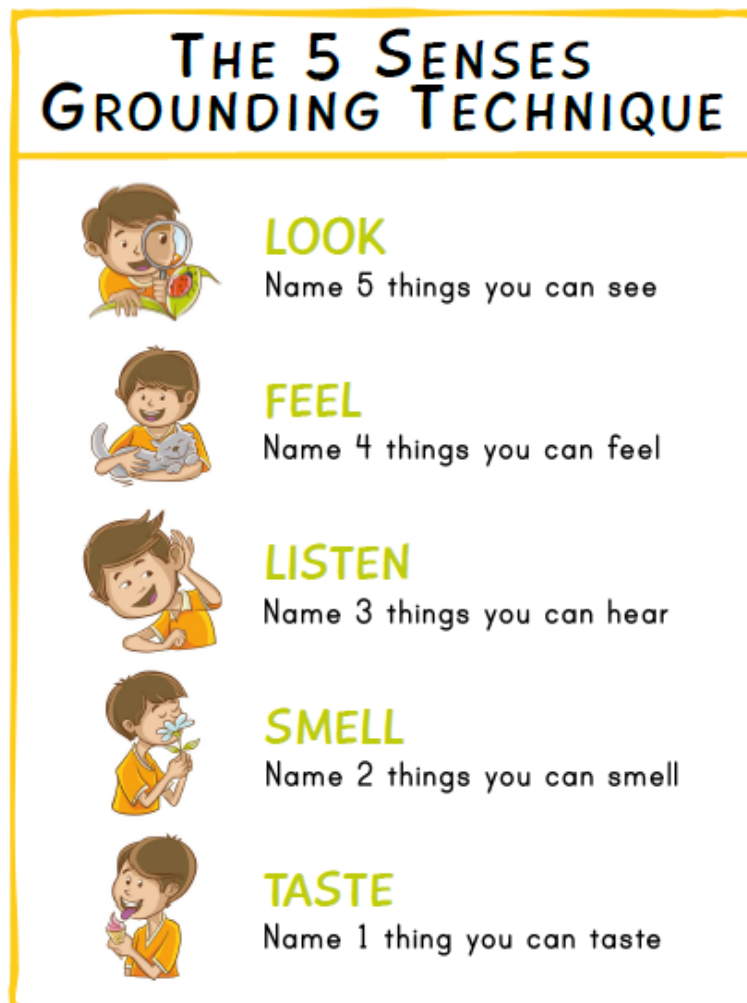 THE 5 SENSES
GROUNDING TECHNIQUE
LOOK
Name 5 things you can see
FEEL
Name 4 things you can feel
LISTEN
Name 3 things you can hear
SMELL
Name 2 things you can smell
TASTE
Name 1 thing you can taste